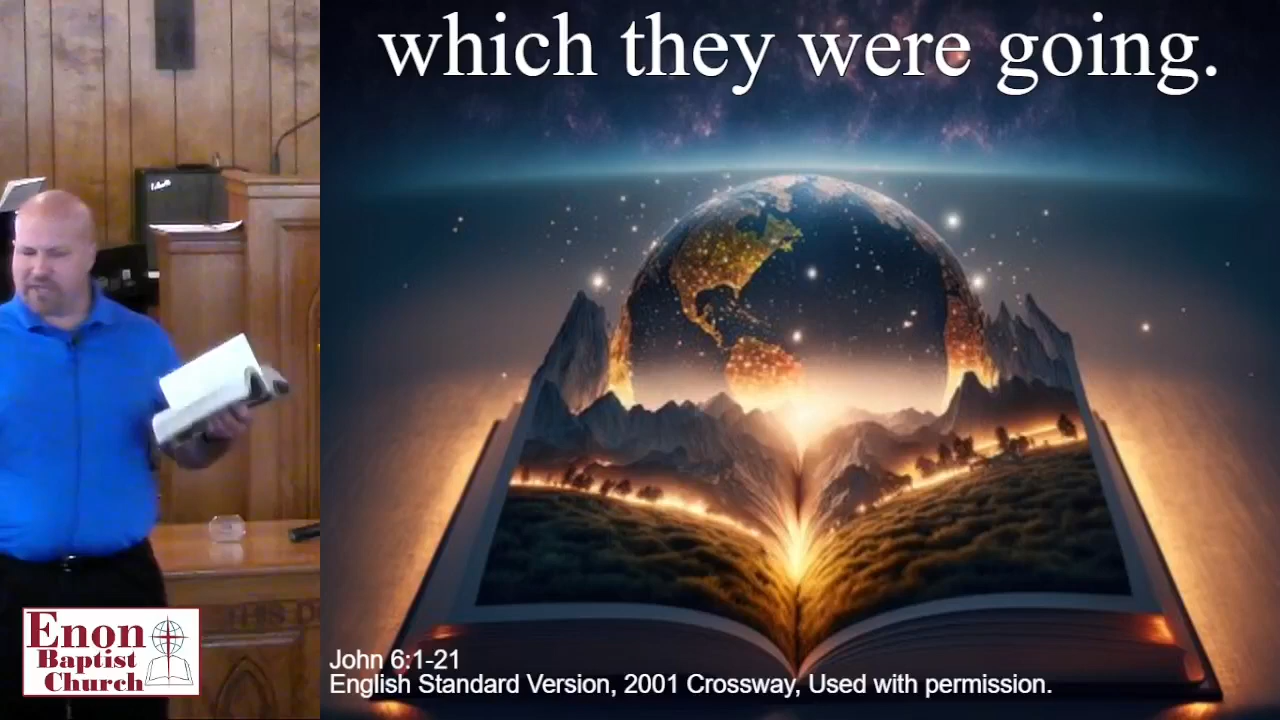 which they were going.
Enon
Baptist
Church
John 6:1-21
English Standard Version, 2001 Crossway, Used with permission.